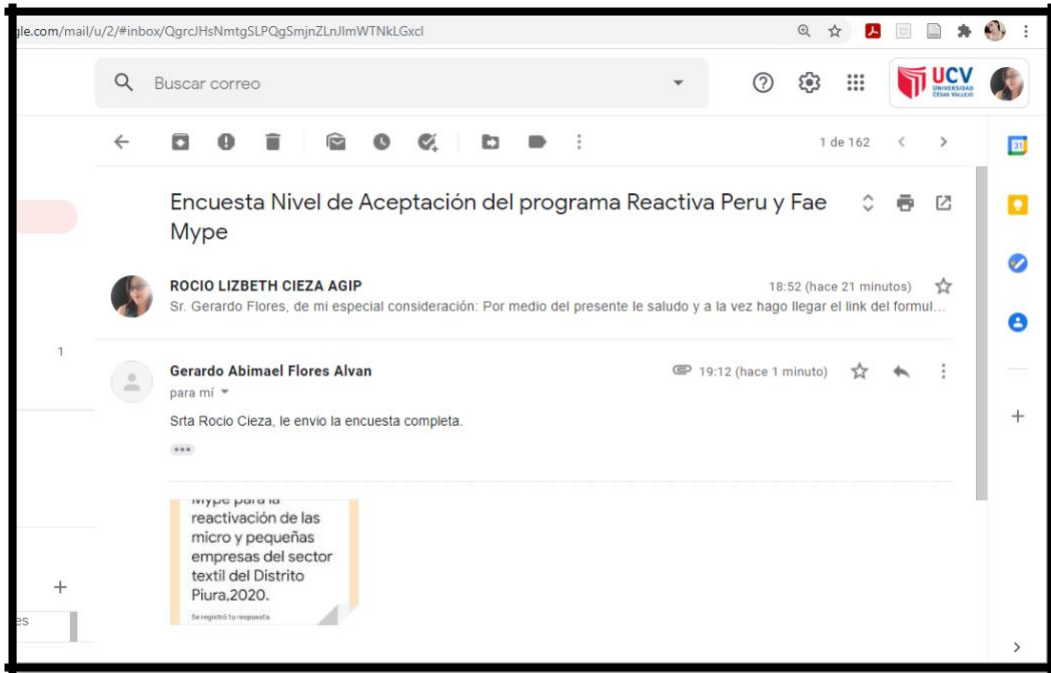 gle.com/mail/u/2/#inbox/QgrcJHsNmtgSLPQgSmjnZLnJlmWTNkLGxcl
Buscar correo
UCV
UNIVERSIDAD
CÉSAR VALLEJO
1 de 162
31
Encuesta Nivel de Aceptación del programa Reactiva Peru y Fae
Mype
ROCIO LIZBETH CIEZA AGIP
18:52 (hace 21 minutos)
Sr. Gerardo Flores, de mi especial consideración: Por medio del presente le saludo y a la vez hago llegar el link del formul...
1
Gerardo Abimael Flores Alvan
19:12 (hace 1 minuto)
para mí
Srta Rocio Cieza, le envio la encuesta completa.
Mype para la
reactivación de las
micro y pequeñas
empresas del sector
textil del Distrito
Piura,2020.
Se registró tu respuesta.
es